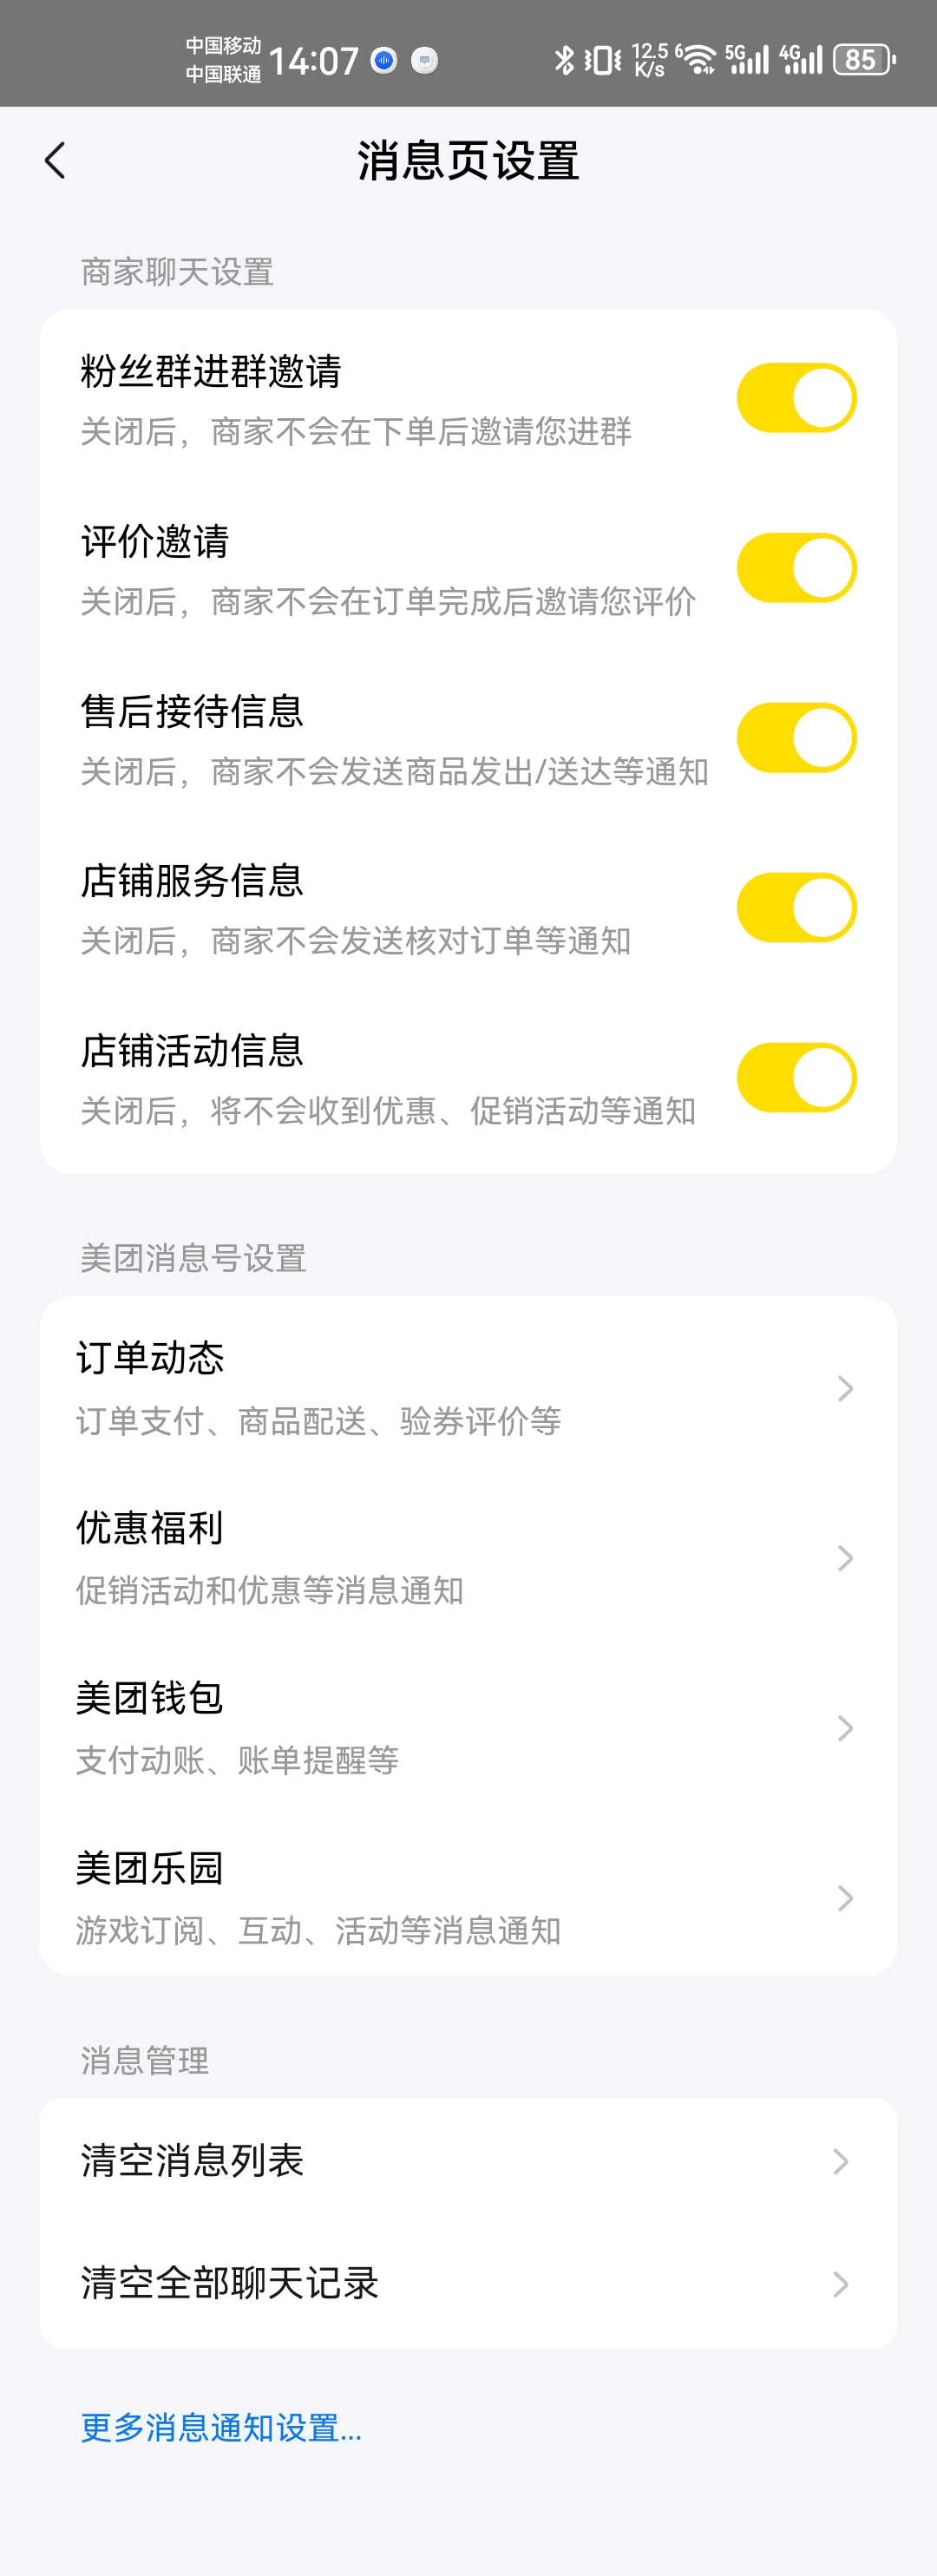 中国移动
中国联通
14:07
12.5
K/s
6
5G
4G
85
消息页设置
商家聊天设置
粉丝群进群邀请
关闭后，商家不会在下单后邀请您进群
评价邀请
关闭后，商家不会在订单完成后邀请您评价
售后接待信息
关闭后，商家不会发送商品发出/送达等通知
店铺服务信息
关闭后，商家不会发送核对订单等通知
店铺活动信息
关闭后，将不会收到优惠、促销活动等通知
美团消息号设置
订单动态
订单支付、商品配送、验券评价等
优惠福利
促销活动和优惠等消息通知
美团钱包
支付动账、账单提醒等
美团乐园
游戏订阅、互动、活动等消息通知
消息管理
清空消息列表
清空全部聊天记录
更多消息通知设置...